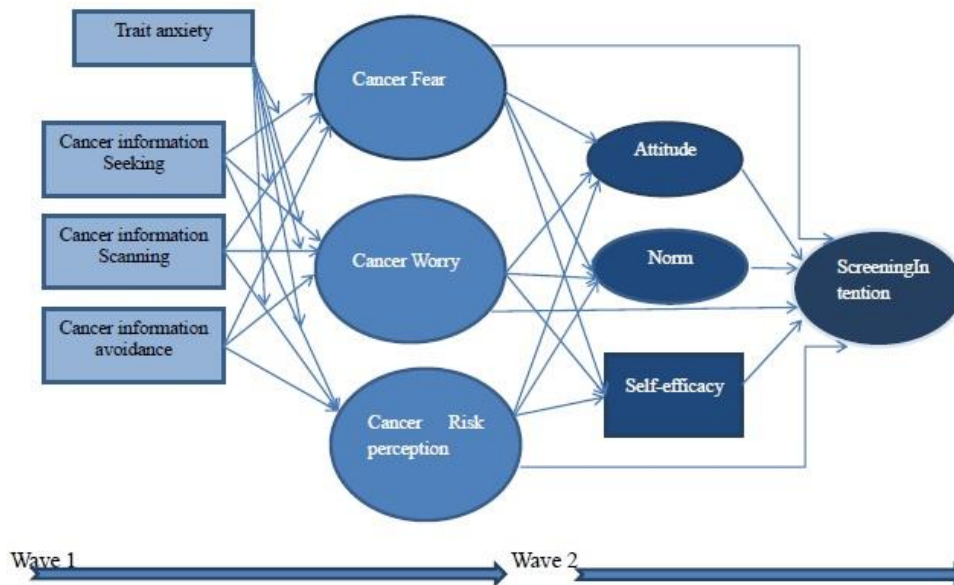 Trait anxiety
Cancer information
Seeking
Cancer information
Scanning
Cancer information
avoidance
Cancer Fear
Cancer Worry
Cancer Risk
perception
Attitude
Norm
Self-efficacy
ScreeningIn
tention
Wave 1
Wave 2